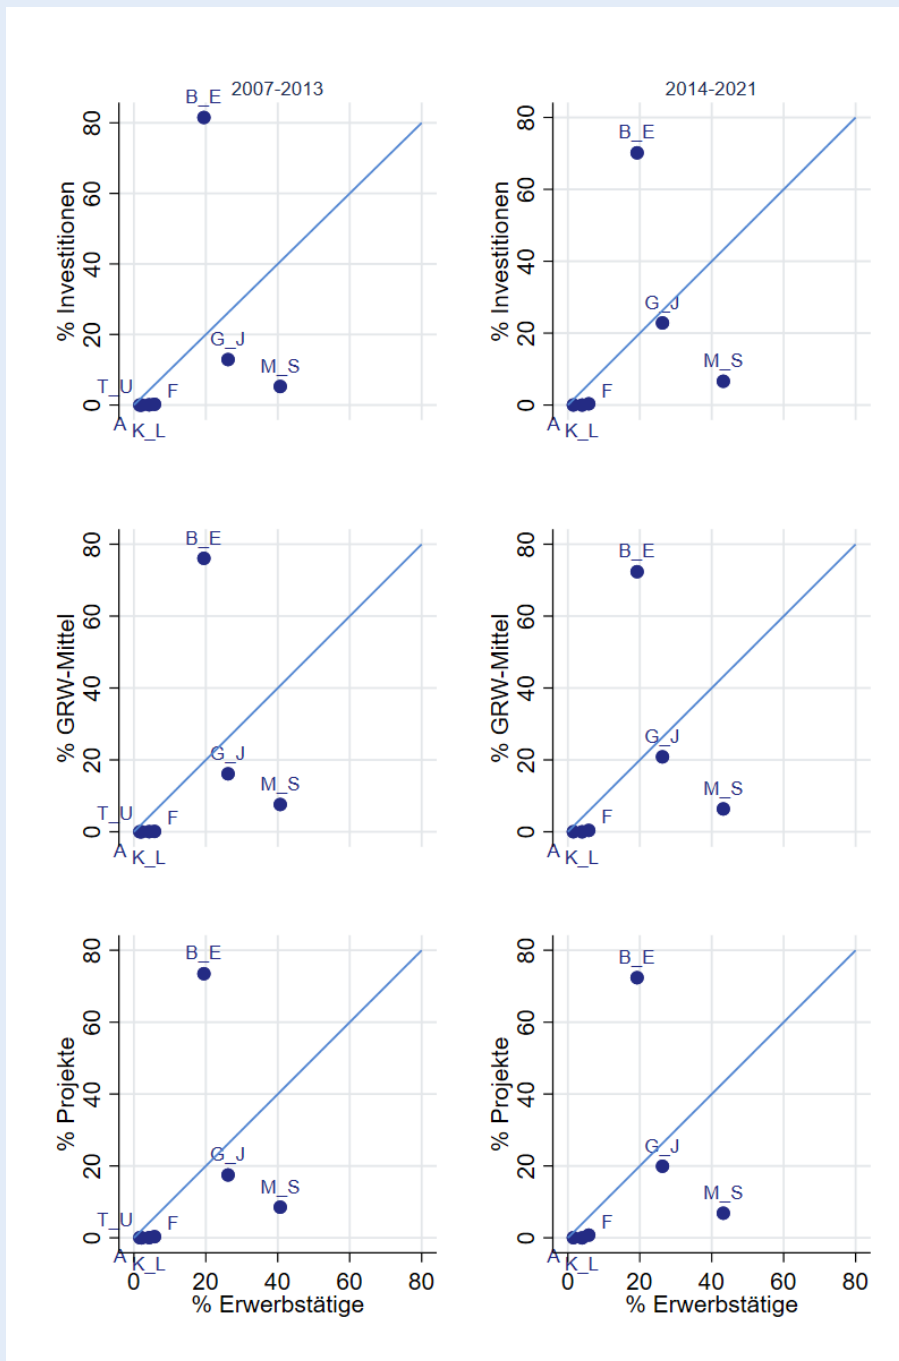 2007-2013
2014-2021
% Investitionen
80
60
40
20
0
B_E
G_J
M_S
T_U
F
A
K_L
% Investitionen
80
60
40
20
0
B_E
G_J
M_S
F
A
K_L
% GRW-Mittel
80
60
40
20
0
B_E
G_J
M_S
T_U
F
A
K_L
% GRW-Mittel
80
60
40
20
0
B_E
G_J
M_S
F
A
K_L
% Projekte
80
60
40
20
0
B_E
G_J
M_S
T_U
F
A
K_L
0 20 40 60 80
% Erwerbstätige
% Projekte
80
60
40
20
0
B_E
G_J
M_S
F
A
K_L
0 20 40 60 80
% Erwerbstätige